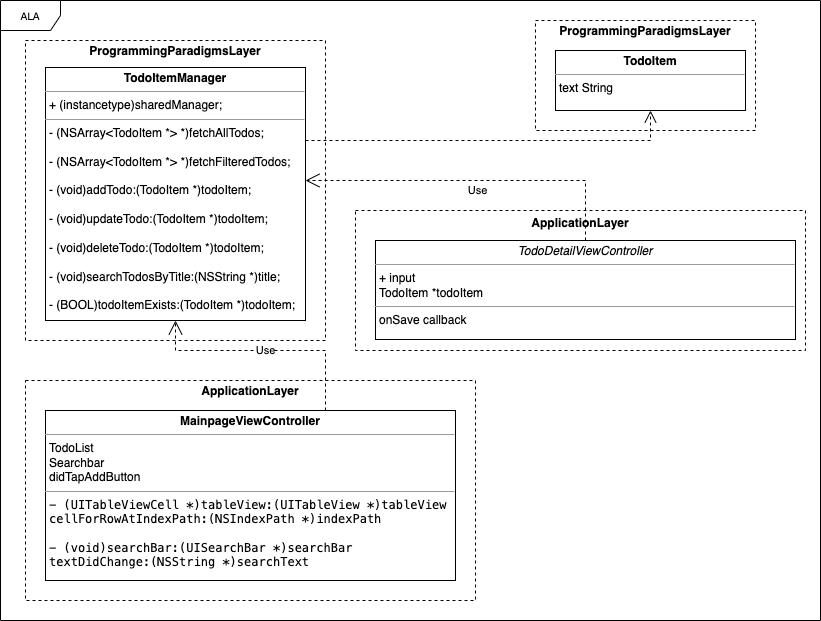 ALA
ProgrammingParadigmsLayer
TodoItemManager
+ (instancetype)sharedManager;
- (NSArray<TodoItem *> *)fetchAllTodos;
- (NSArray<TodoItem *> *)fetchFilteredTodos;
- (void)addTodo:(TodoItem *)todoItem;
- (void)updateTodo:(TodoItem *)todoItem;
- (void)deleteTodo:(TodoItem *)todoItem;
- (void)searchTodosByTitle:(NSString *)title;
- (BOOL)todoItemExists:(TodoItem *)todoItem;
ProgrammingParadigmsLayer
TodoItem
text String
Use
ApplicationLayer
TodoDetailViewController
+ input
TodoItem *todoItem
onSave callback
Use
ApplicationLayer
MainpageViewController
TodoList
Searchbar
didTapAddButton
- (UITableViewCell *)tableView:(UITableView *)tableView
cellForRowAtIndexPath:(NSIndexPath *)indexPath
- (void)searchBar:(UISearchBar *)searchBar
textDidChange:(NSString *)searchText